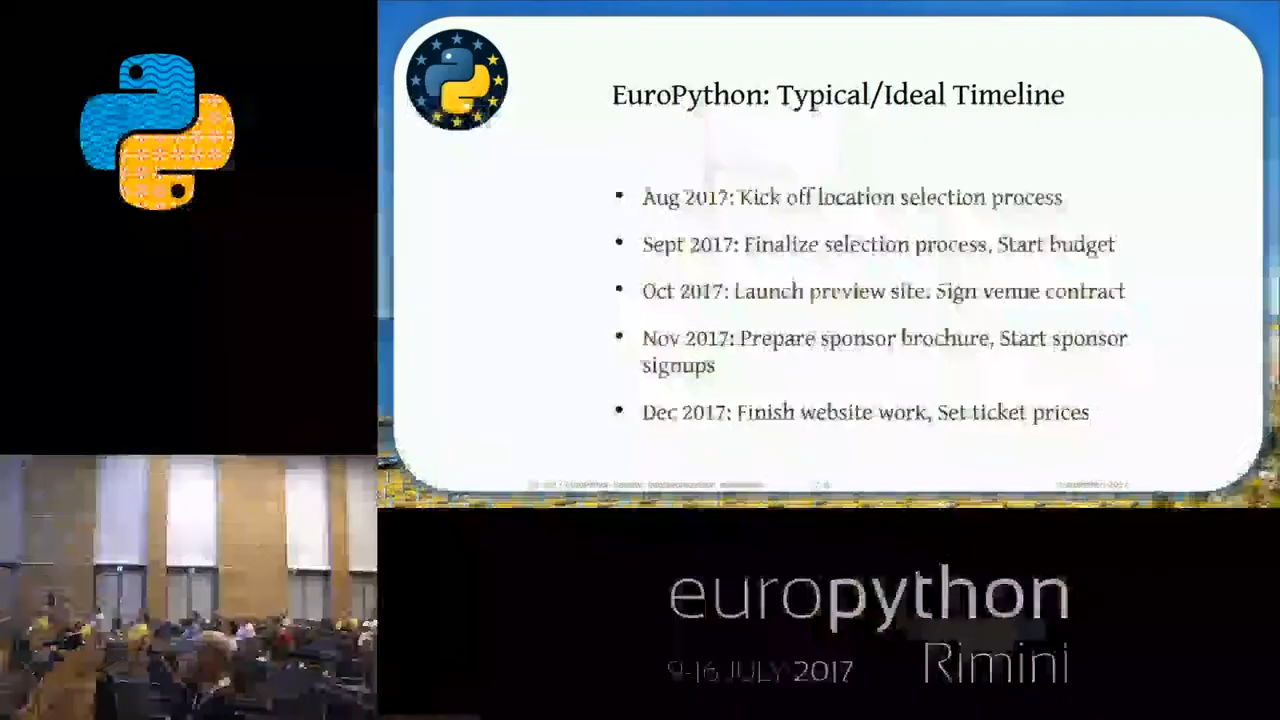 EuroPython: Typical/Ideal Timeline
• Aug 2017: Kick off location selection process
• Sept 2017: Finalize selection process, Start budget
• Oct 2017: Launch preview site. Sign venue contract
• Nov 2017: Prepare sponsor brochure, Start sponsor
signups
• Dec 2017: Finish website work, Set ticket prices
europython
9-16 JULY 2017
Rimini